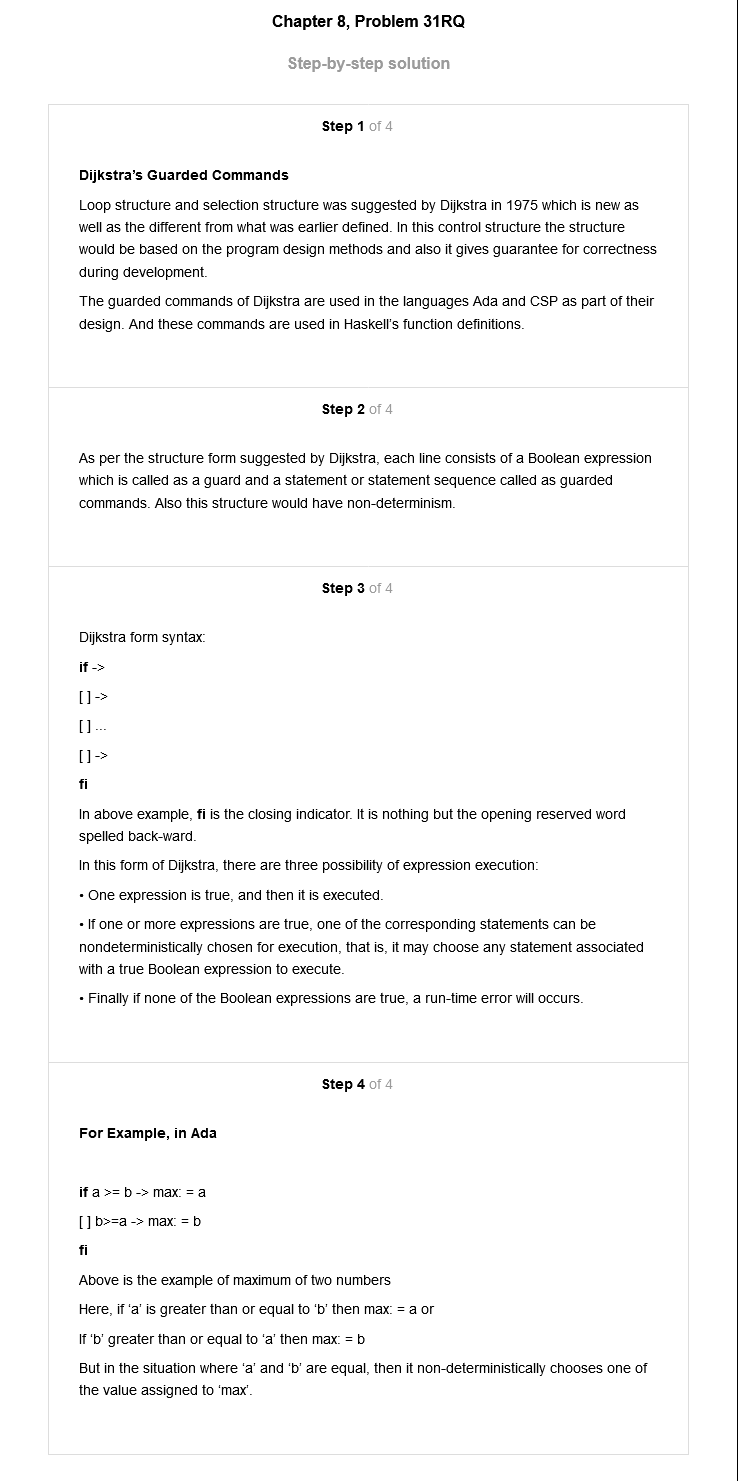 Chapter 8, Problem 31RQ
Step-by-step solution
Step 1 of 4
Dijkstra’s Guarded Commands
Loop structure and selection structure was suggested by Dijkstra in 1975 which is new as
well as the different from what was earlier defined. In this control structure the structure
would be based on the program design methods and also it gives guarantee for correctness
during development.
The guarded commands of Dijkstra are used in the languages Ada and CSP as part of their
design. And these commands are used in Haskell’s function definitions.
Step 2 of 4
As per the structure form suggested by Dijkstra, each line consists of a Boolean expression
which is called as a guard and a statement or statement sequence called as guarded
commands. Also this structure would have non-determinism.
Step 3 of 4
Dijkstra form syntax:
if ->
[ ] ->
[ ] ...
[ ] ->
fi
In above example, fi is the closing indicator. It is nothing but the opening reserved word
spelled back-ward.
In this form of Dijkstra, there are three possibility of expression execution:
• One expression is true, and then it is executed.
• If one or more expressions are true, one of the corresponding statements can be
nondeterministically chosen for execution, that is, it may choose any statement associated
with a true Boolean expression to execute.
• Finally if none of the Boolean expressions are true, a run-time error will occurs.
Step 4 of 4
For Example, in Ada
if a >= b -> max: = a
[ ] b>=a -> max: = b
fi
Above is the example of maximum of two numbers
Here, if ‘a’ is greater than or equal to ‘b’ then max: = a or
If ‘b’ greater than or equal to ‘a’ then max: = b
But in the situation where ‘a’ and ‘b’ are equal, then it non-deterministically chooses one of
the value assigned to ‘max’.